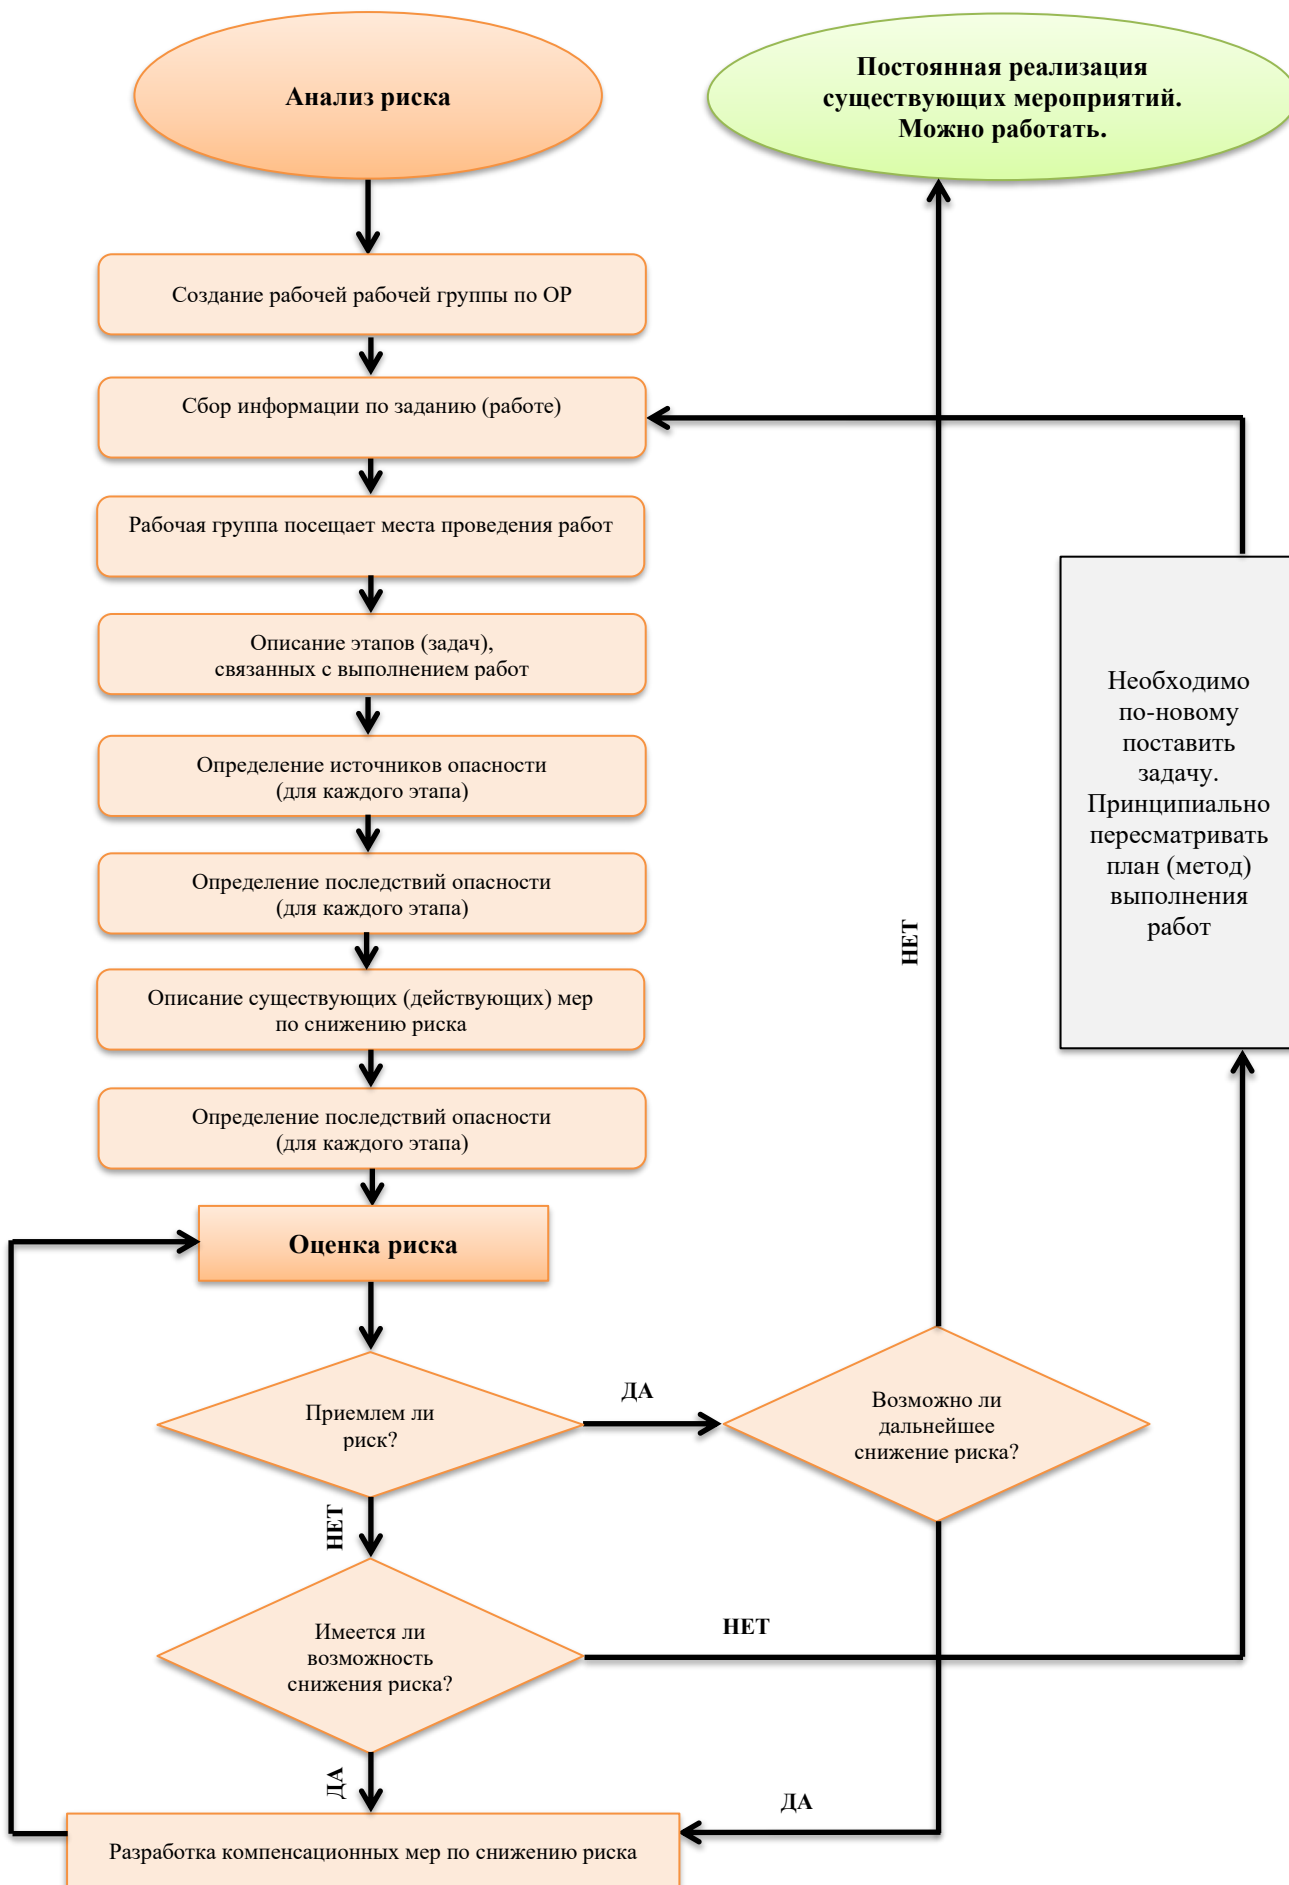 Анализ риска
Постоянная реализация
существующих мероприятий.
Можно работать.
Создание рабочей рабочей группы по ОР
Сбор информации по заданию (работе)
Рабочая группа посещает места проведения работ
Описание этапов (задач),
связанных с выполнением работ
Определение источников опасности
(для каждого этапа)
Определение последствий опасности
(для каждого этапа)
Описание существующих (действующих) мер
по снижению риска
Определение последствий опасности
(для каждого этапа)
Необходимо
по-новому
поставить
задачу.
Принципиально
пересматривать
план (метод)
выполнения
работ
НЕТ
Оценка риска
Приемлем ли
риск?
ДА
Возможно ли
дальнейшее
снижение риска?
НЕТ
Имеется ли
возможность
снижения риска?
НЕТ
ДА
ДА
Разработка компенсационных мер по снижению риска